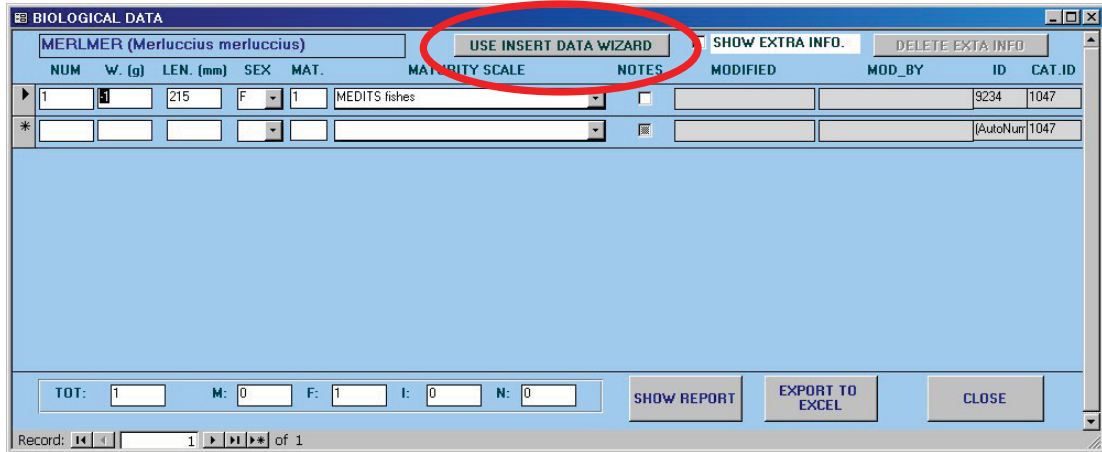 BIOLOGICAL DATA
MERLMER (Merluccius merluccius) USE INSERT DATA WIZARD SHOW EXTRA INFO. DELETE EXTA INFO
NUM W. (g) LEN. (mm) SEX MAT. MATURITY SCALE NOTES MODIFIED MOD_BY ID CAT.ID
1 -1 215 F 1 MEDITS fishes 9234 1047
(AutoNum 1047
TOT: 1 M: 0 F: 1 I: 0 N: 0 SHOW REPORT EXPORT TO EXCEL CLOSE
Record: 1 of 1